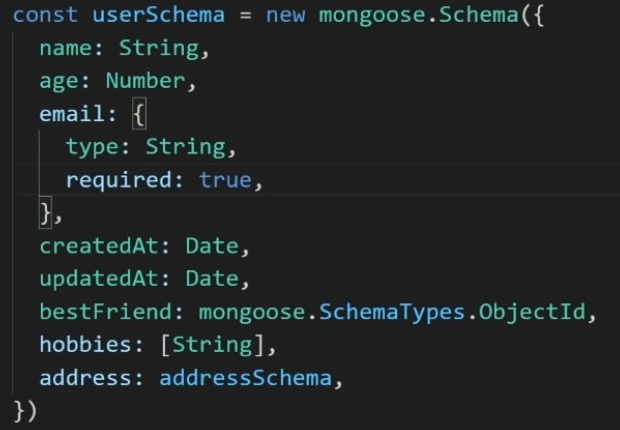 const userSchema = new mongoose.Schema({
  name: String,
  age: Number,
  email: {
    type: String,
    required: true,
  },
  createdAt: Date,
  updatedAt: Date,
  bestFriend: mongoose.SchemaTypes.ObjectId,
  hobbies: [String],
  address: addressSchema,
})